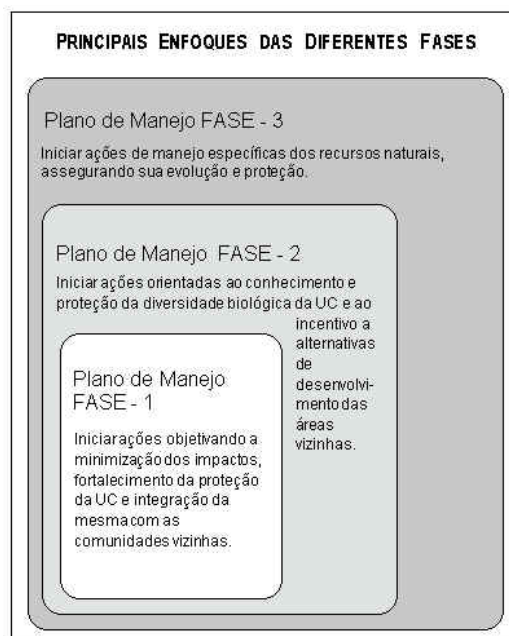 PRINCIPAIS ENFOQUES DAS DIFERENTES FASES
Plano de Manejo FASE - 3
Iniciar ações de manejo específicas dos recursos naturais,
assegurando sua evolução e proteção.
Plano de Manejo FASE - 2
Iniciar ações orientadas ao conhecimento e
proteção da diversidade biológica da UC e ao
incentivo a
alternativas
de
desenvolvi-
mento das
áreas
vizinhas.
Plano de Manejo
FASE - 1
Iniciar ações objetivando a
minimização dos impactos,
fortalecimento da proteção
da UC e integração da
mesma com as
comunidades vizinhas.